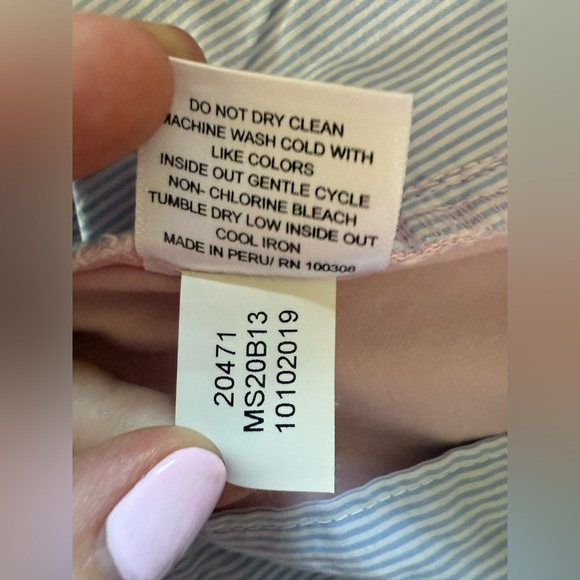 DO NOT DRY CLEAN
MACHINE WASH COLD WITH
LIKE COLORS
INSIDE OUT GENTLE CYCLE
NON- CHLORINE BLEACH
TUMBLE DRY LOW INSIDE OUT
COOL IRON
MADE IN PERU/ RN 100308
20471
MS20B13
10102019